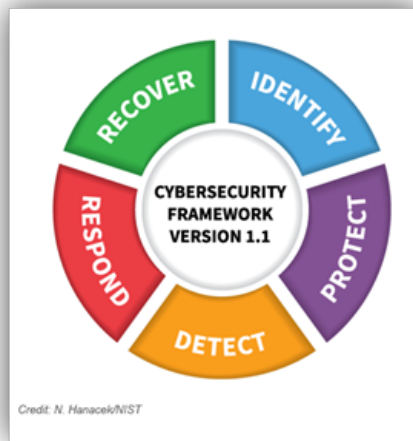 RECOVER
IDENTIFY
CYBERSECURITY
FRAMEWORK
VERSION 1.1
RESPOND
PROTECT
DETECT
Credit: N. Hanacek/NIST